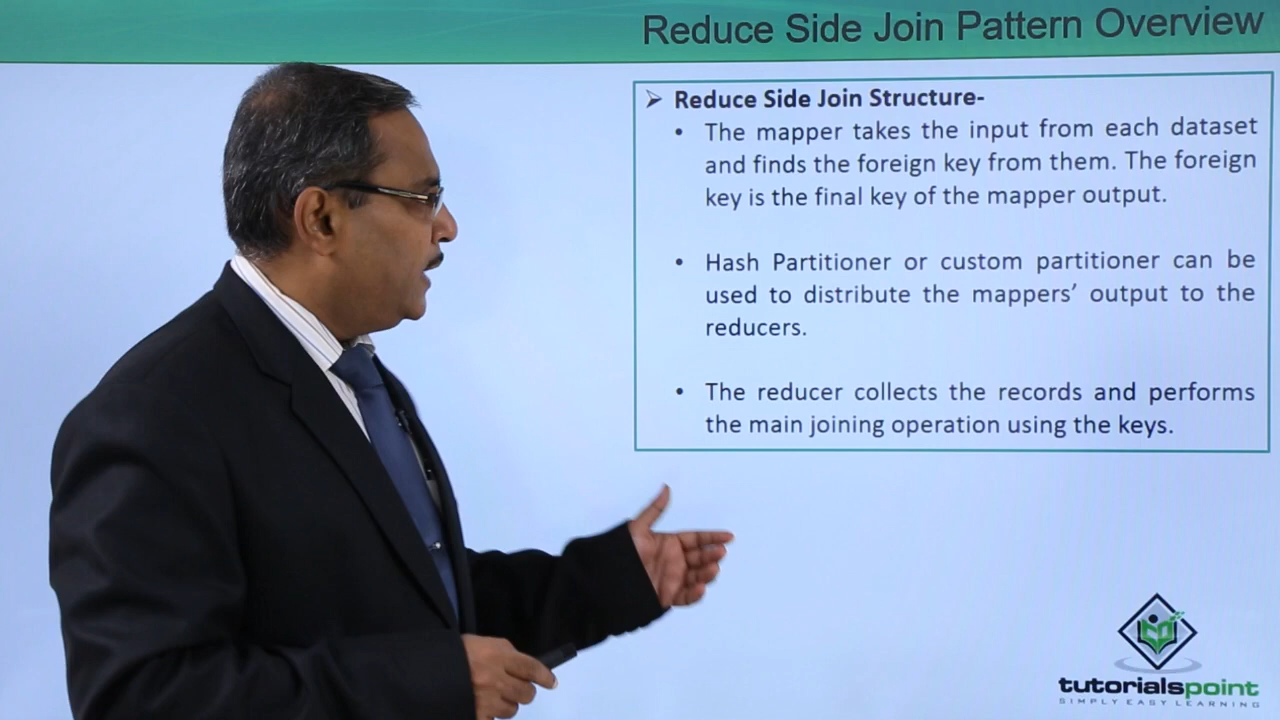 Reduce Side Join Pattern Overview
➢ Reduce Side Join Structure-
• The mapper takes the input from each dataset
and finds the foreign key from them. The foreign
key is the final key of the mapper output.
• Hash Partitioner or custom partitioner can be
used to distribute the mappers’ output to the
reducers.
• The reducer collects the records and performs
the main joining operation using the keys.
tutorialspoint
SIMPLY EASY LEARNING